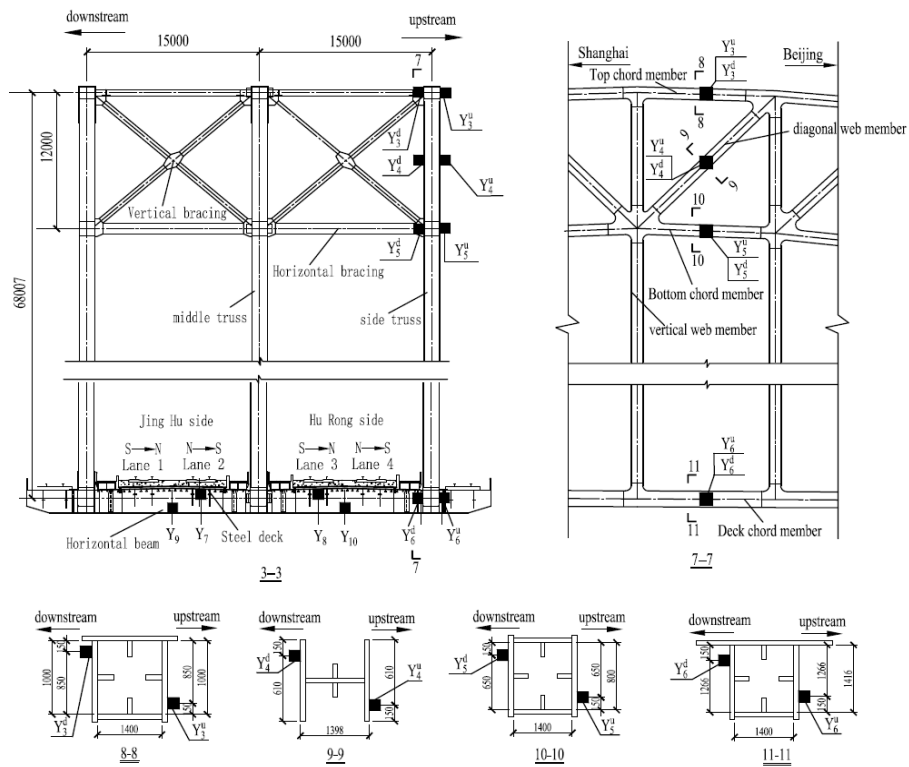 downstream
upstream
15000
15000
7
12000
68007
Y₃ᵈ
Y₃ᵘ
Y₄ᵈ
Y₄ᵘ
Y₅ᵈ
Y₅ᵘ
Vertical bracing
Horizontal bracing
middle truss
side truss
Jing Hu side
Hu Rong side
S→N
N→S
S→N
N→S
Lane 1
Lane 2
Lane 3
Lane 4
Horizontal beam
Y₉
Y₇
Steel deck
Y₈
Y₁₀
Y₆ᵈ
Y₆ᵘ
7
3–3
Shanghai
Beijing
Top chord member
8
Y₃ᵘ
Y₃ᵈ
8
diagonal web member
9
Y₄ᵘ
Y₄ᵈ
9
10
10
Y₅ᵘ
Y₅ᵈ
Bottom chord member
vertical web member
11
Y₆ᵘ
Y₆ᵈ
11
Deck chord member
7–7
downstream
upstream
150
1000
850
850
1000
150
Y₃ᵈ
Y₃ᵘ
1400
8-8
downstream
upstream
150
Y₄ᵈ
610
610
Y₄ᵘ
150
1398
9-9
downstream
upstream
150
Y₅ᵈ
650
650
800
150
Y₅ᵘ
1400
10-10
downstream
upstream
150
Y₆ᵈ
1266
1266
1416
150
Y₆ᵘ
1400
11-11